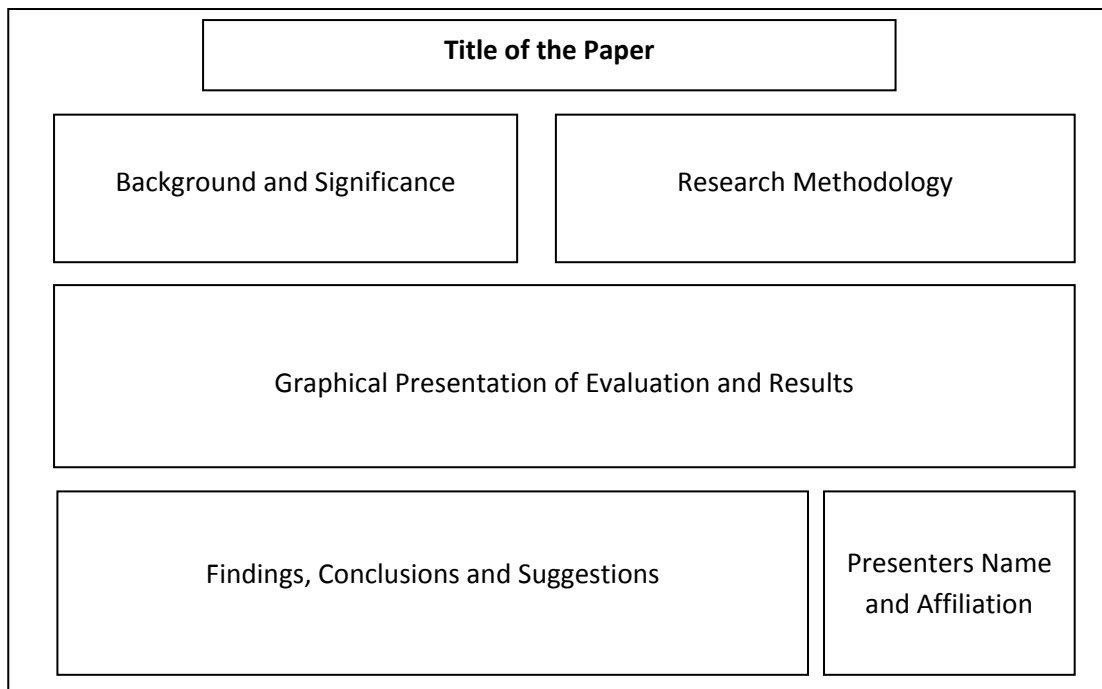 Title of the Paper
Background and Significance
Research Methodology
Graphical Presentation of Evaluation and Results
Findings, Conclusions and Suggestions
Presenters Name
and Affiliation